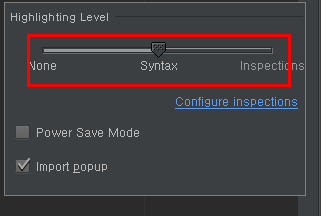 Highlighting Level
None Syntax Inspections
Configure inspections
Power Save Mode
Import popup